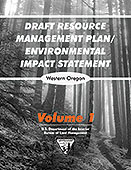 DRAFT RESOURCE
MANAGEMENT PLAN/
ENVIRONMENTAL
IMPACT STATEMENT
Western Oregon
Volume I
U.S. Department of the Interior
Bureau of Land Management